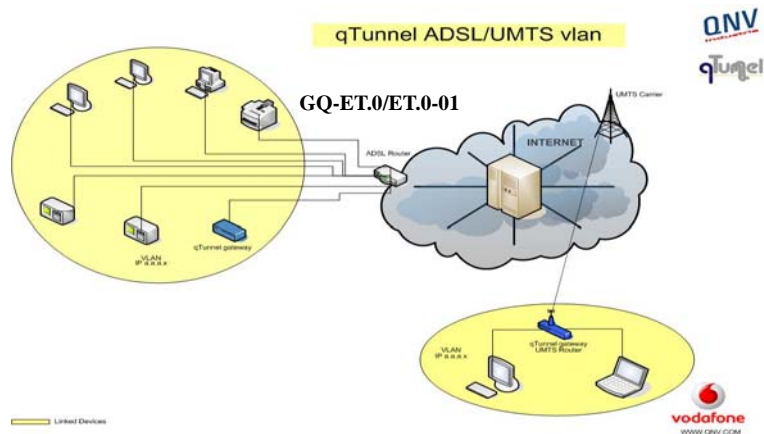 qTunnel ADSL/UMTS vlan
QNV
Industrie
qTunnel
GQ-ET.0/ET.0-01
UMTS Carrier
INTERNET
ADSL Router
qTunnel gateway
VLAN
IP a.a.a.x
qTunnel gateway
UMTS Router
VLAN
IP a.a.a.x
Linked Devices
vodafone
WWW.QNV.COM